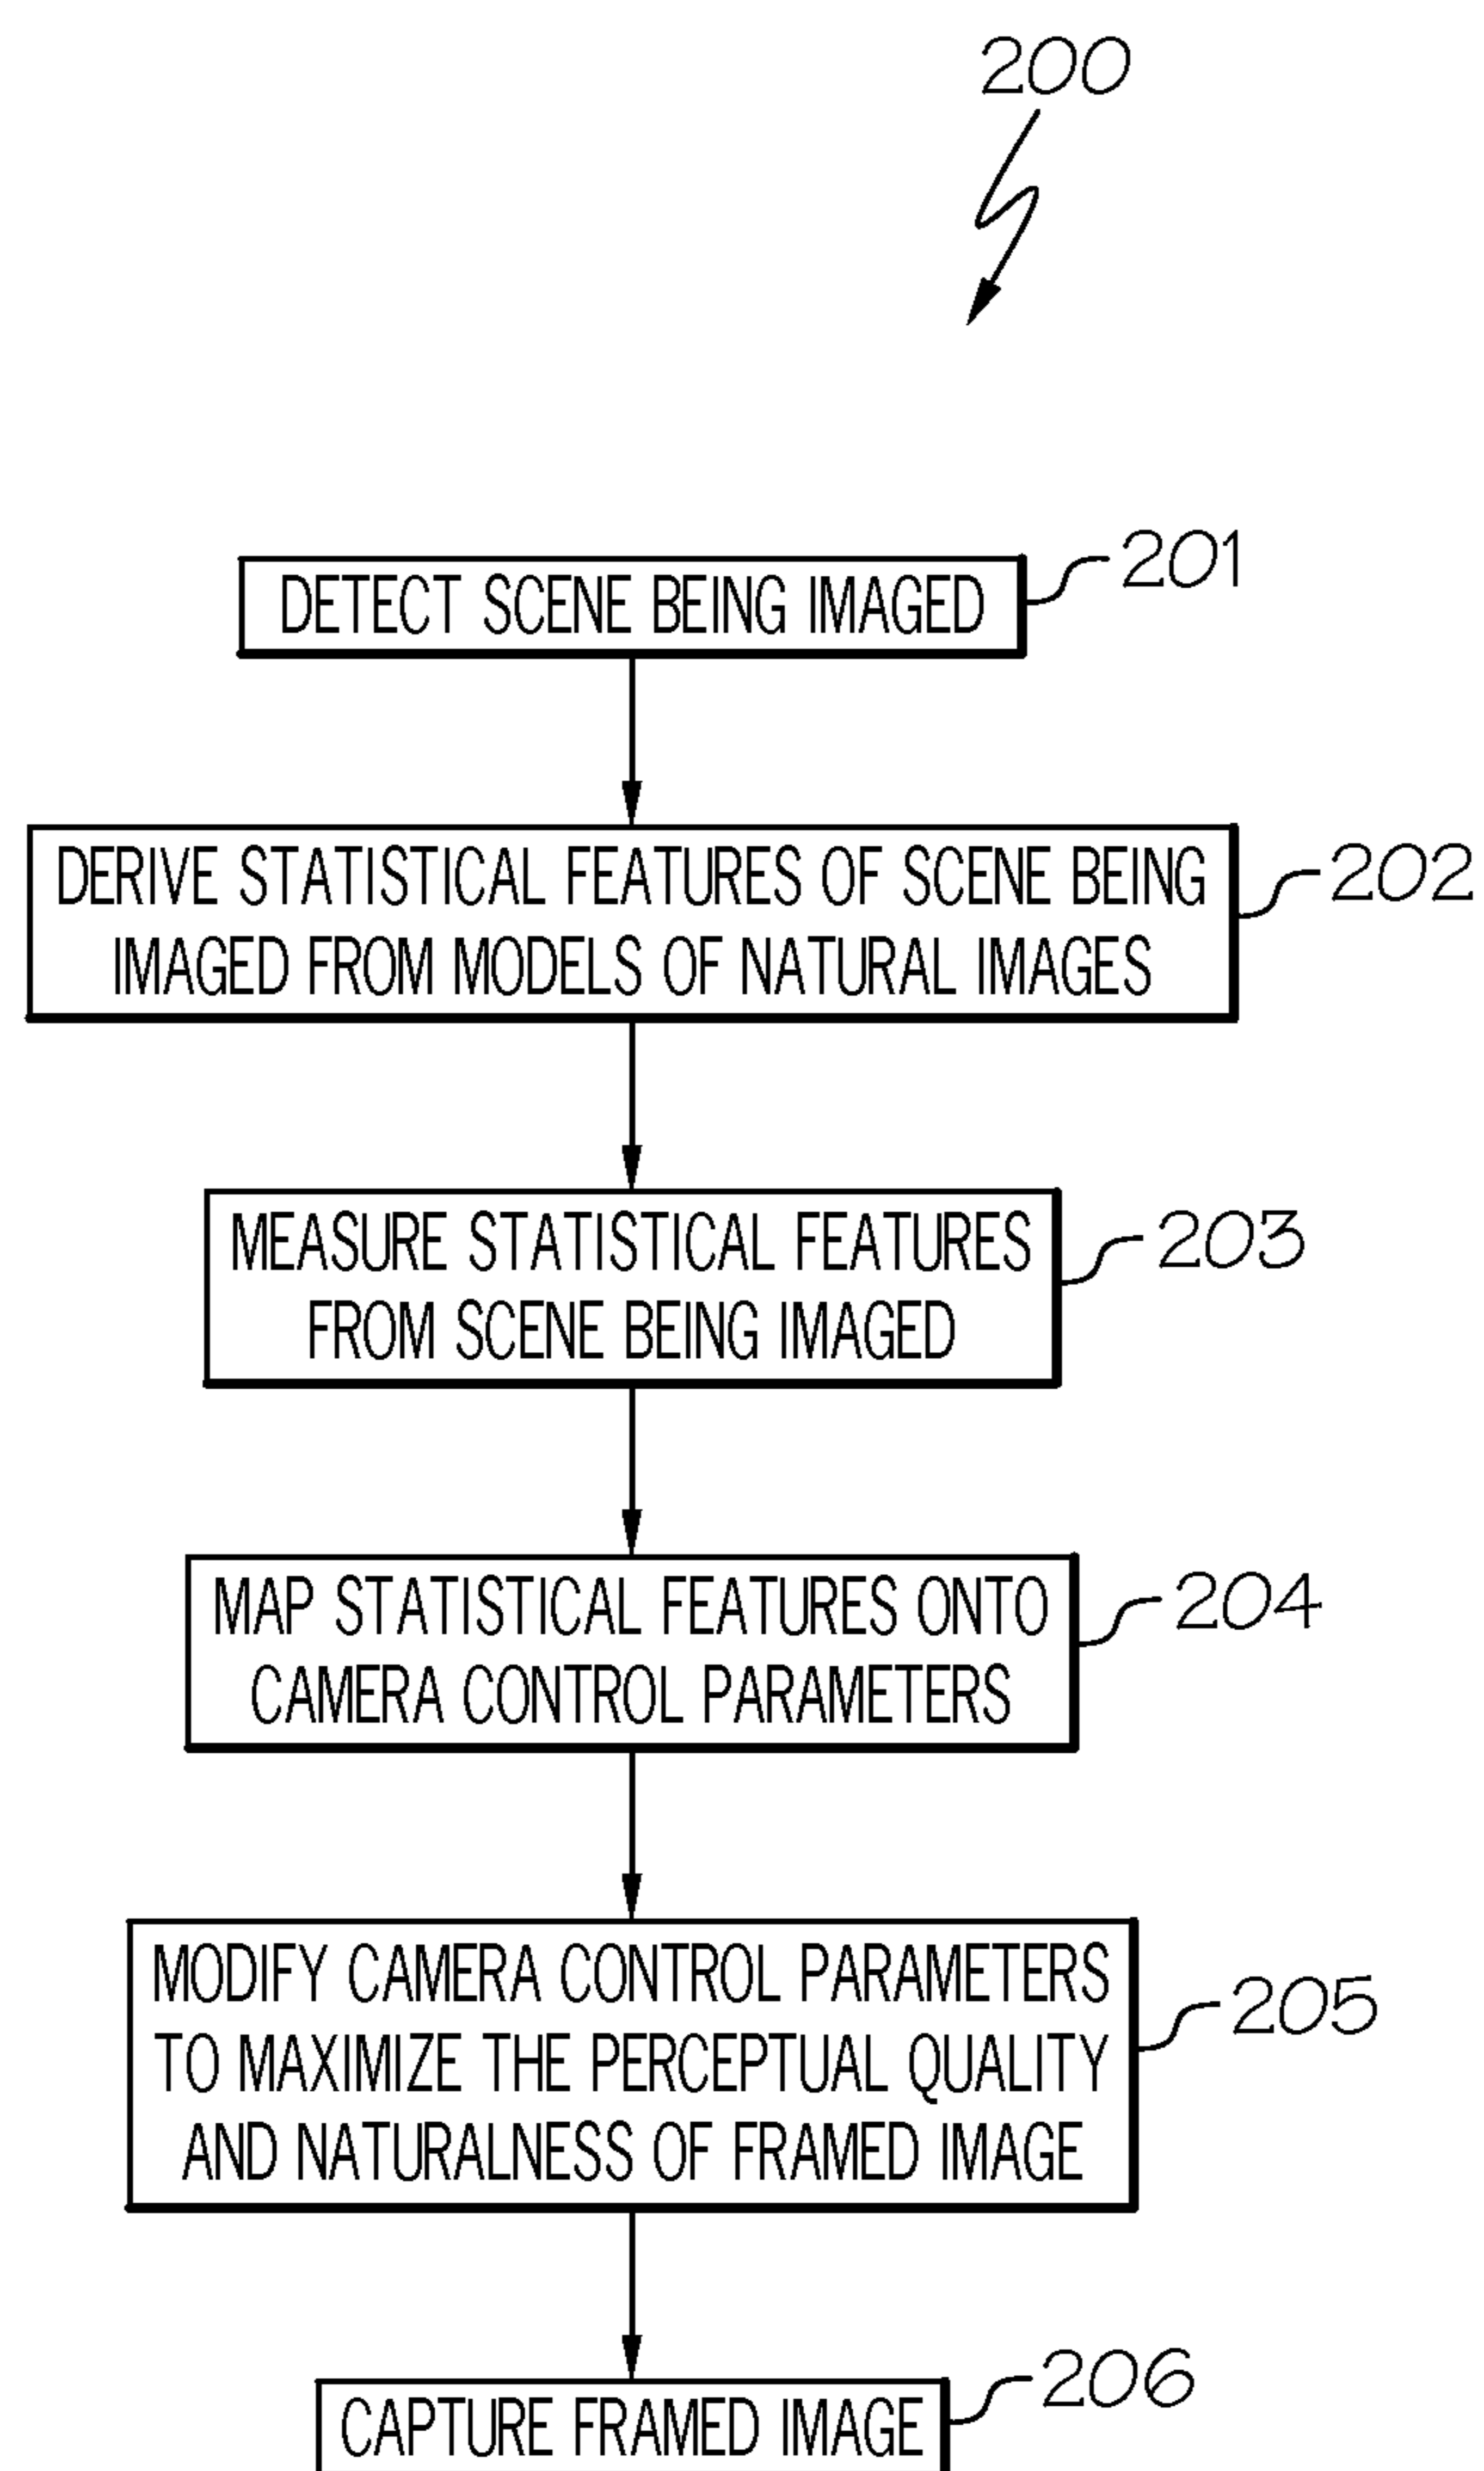 200
201
DETECT SCENE BEING IMAGED
202
DERIVE STATISTICAL FEATURES OF SCENE BEING
IMAGED FROM MODELS OF NATURAL IMAGES
203
MEASURE STATISTICAL FEATURES
FROM SCENE BEING IMAGED
204
MAP STATISTICAL FEATURES ONTO
CAMERA CONTROL PARAMETERS
205
MODIFY CAMERA CONTROL PARAMETERS
TO MAXIMIZE THE PERCEPTUAL QUALITY
AND NATURALNESS OF FRAMED IMAGE
206
CAPTURE FRAMED IMAGE